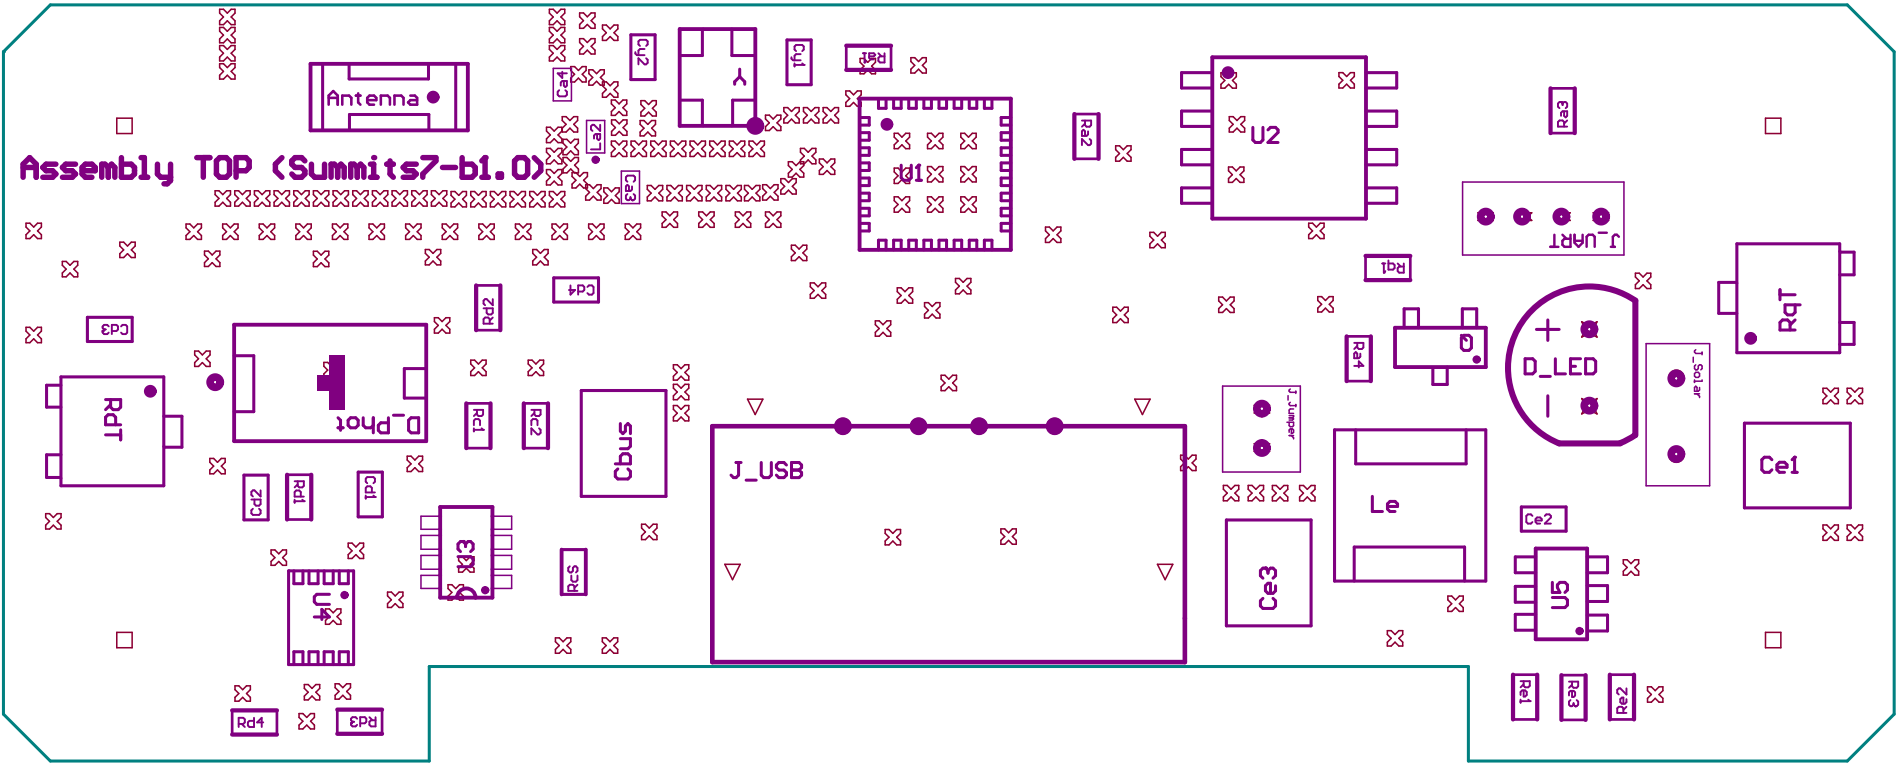 Antenna
Cy2
Y
Cy1
Ra1
Ca4
La2
Ca3
Assembly TOP (Summits7-b1.0)
U1
Ra2
U2
Ra3
J_UART
Rq1
RqT
Cd4
Rd2
Cd3
Ra4
Q
+
D_LED
-
J_Solar
J_Jumper
D_Phot
TPT
Rc1
Rc2
Cbus
J_USB
Ce1
Le
Cd2
Rd1
Cd1
Ce2
U3
RcS
Ce3
U5
U4
Re1
Re3
Re2
Rd4
Rd3